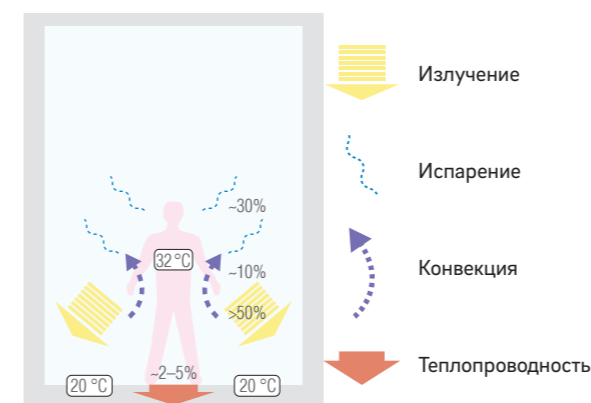 Излучение
Испарение
~30%
32 °C
~10%
Конвекция
>50%
~2–5%
Теплопроводность
20 °C
20 °C